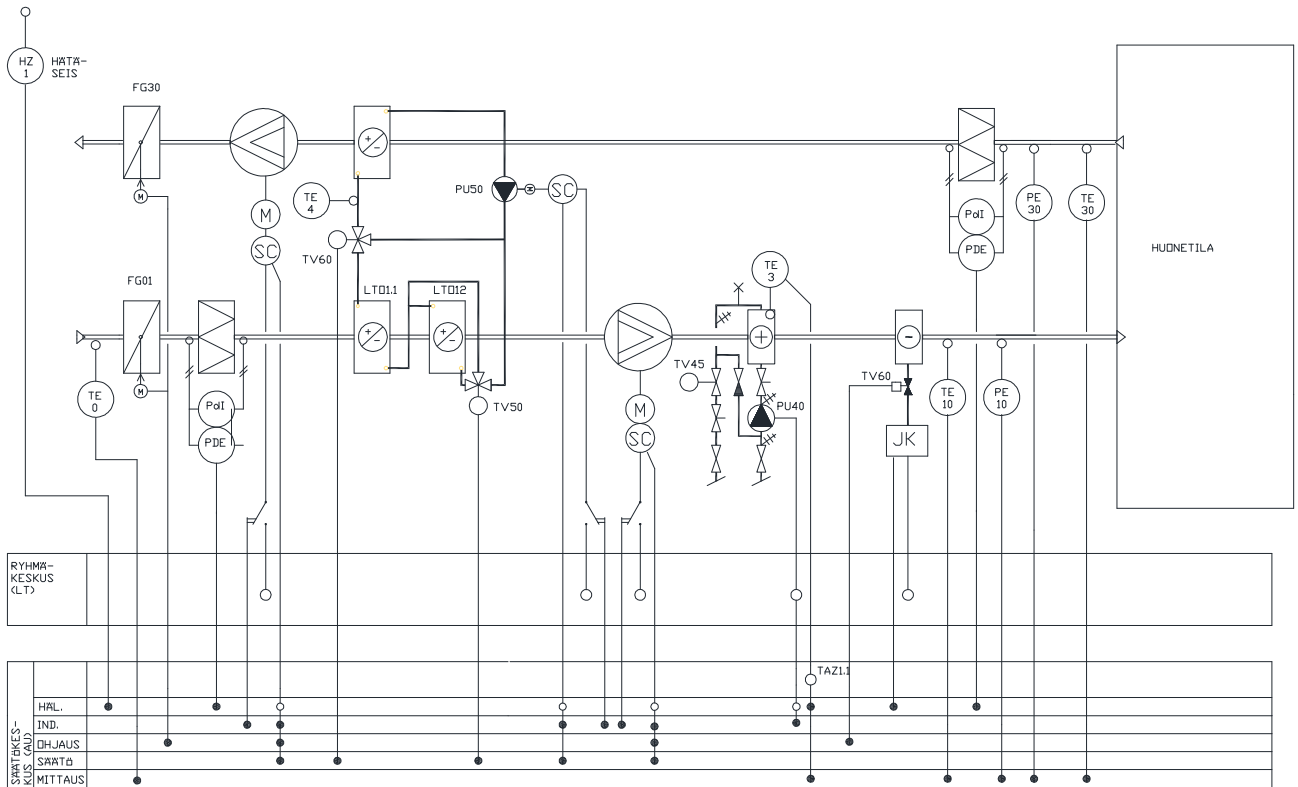 HZ
1
HÄTÄ-
SEIS
FG30
M
M
SC
TE
4
TV60
PU50
SC
PdI
PDE
PE
30
TE
30
HUONETILA
FG01
M
TE
0
PdI
PDE
LTO1.1
LTO12
TV50
M
SC
TE
3
TV45
PU40
TV60
JK
TE
10
PE
10
RYHMÄ-
KESKUS
(LT)
TAZ1.1
SÄÄTÖKES-
KUS (AU)
HÄL.
IND.
OHJAUS
SÄÄTÖ
MITTAUS